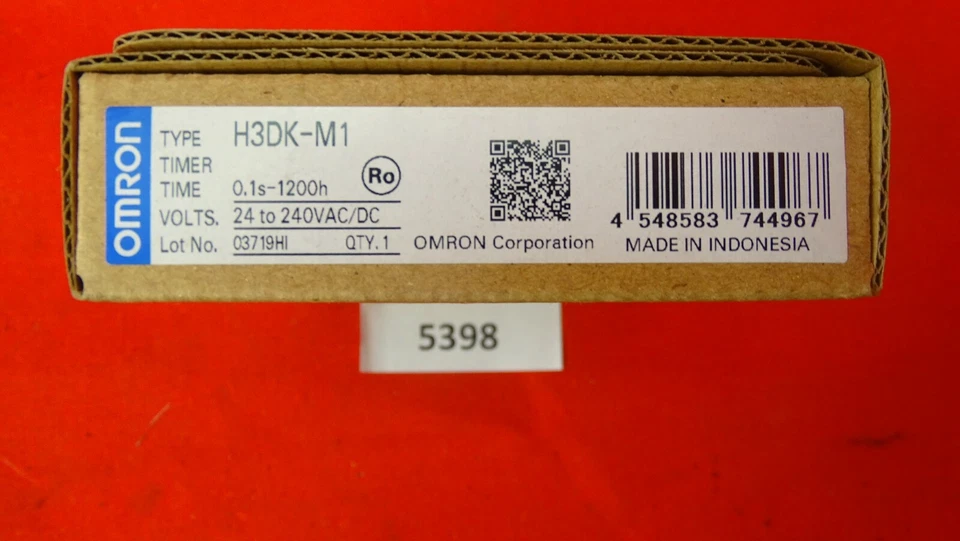 OMRON
TYPE H3DK-M1
TIMER
TIME 0.1s-1200h
Ro
VOLTS. 24 to 240VAC/DC
Lot No. 03719HI QTY.1
OMRON Corporation
4 548583 744967
MADE IN INDONESIA
5398